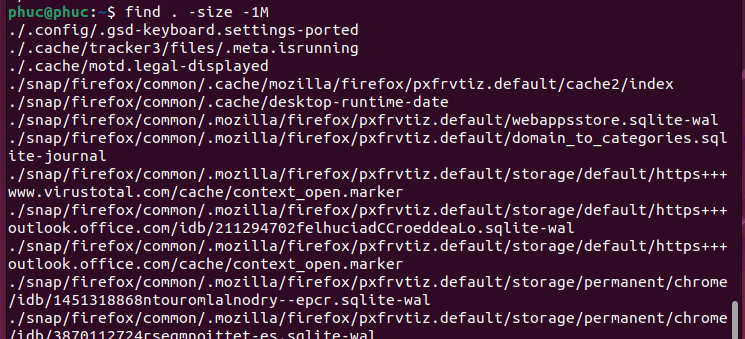 phuc@phuc:~$ find . -size -1M
./.config/.gsd-keyboard.settings-ported
./.cache/tracker3/files/.meta.isrunning
./.cache/motd.legal-displayed
./snap/firefox/common/.cache/mozilla/firefox/pxfrvtiz.default/cache2/index
./snap/firefox/common/.cache/desktop-runtime-date
./snap/firefox/common/.mozilla/firefox/pxfrvtiz.default/webappsstore.sqlite-wal
./snap/firefox/common/.mozilla/firefox/pxfrvtiz.default/domain_to_categories.sql
ite-journal
./snap/firefox/common/.mozilla/firefox/pxfrvtiz.default/storage/default/https+++
www.virustotal.com/cache/context_open.marker
./snap/firefox/common/.mozilla/firefox/pxfrvtiz.default/storage/default/https+++
outlook.office.com/idb/211294702felhuciadCCroeddeaLo.sqlite-wal
./snap/firefox/common/.mozilla/firefox/pxfrvtiz.default/storage/default/https+++
outlook.office.com/cache/context_open.marker
./snap/firefox/common/.mozilla/firefox/pxfrvtiz.default/storage/permanent/chrome
/idb/1451318868ntouromlalnodry--epcr.sqlite-wal
./snap/firefox/common/.mozilla/firefox/pxfrvtiz.default/storage/permanent/chrome
/idb/3870112724rsegmnoittet-es.sqlite-wal